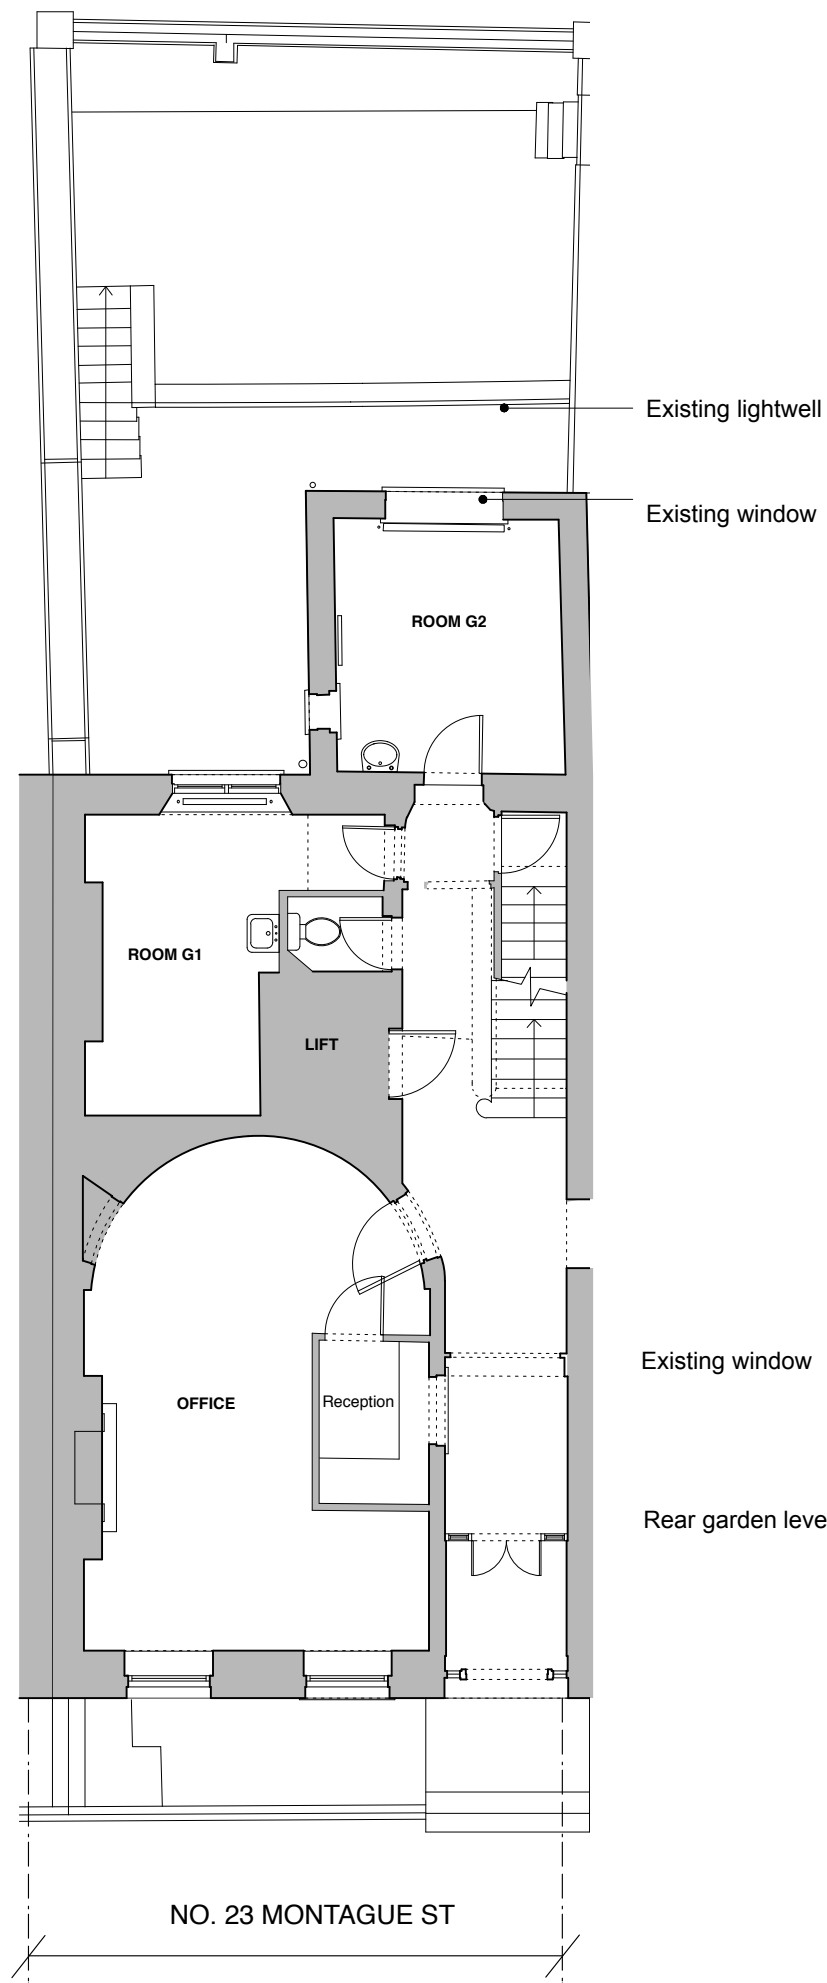 Existing lightwell
Existing window
ROOM G2
ROOM G1
LIFT
Existing window
OFFICE
Reception
Rear garden leve
NO. 23 MONTAGUE ST